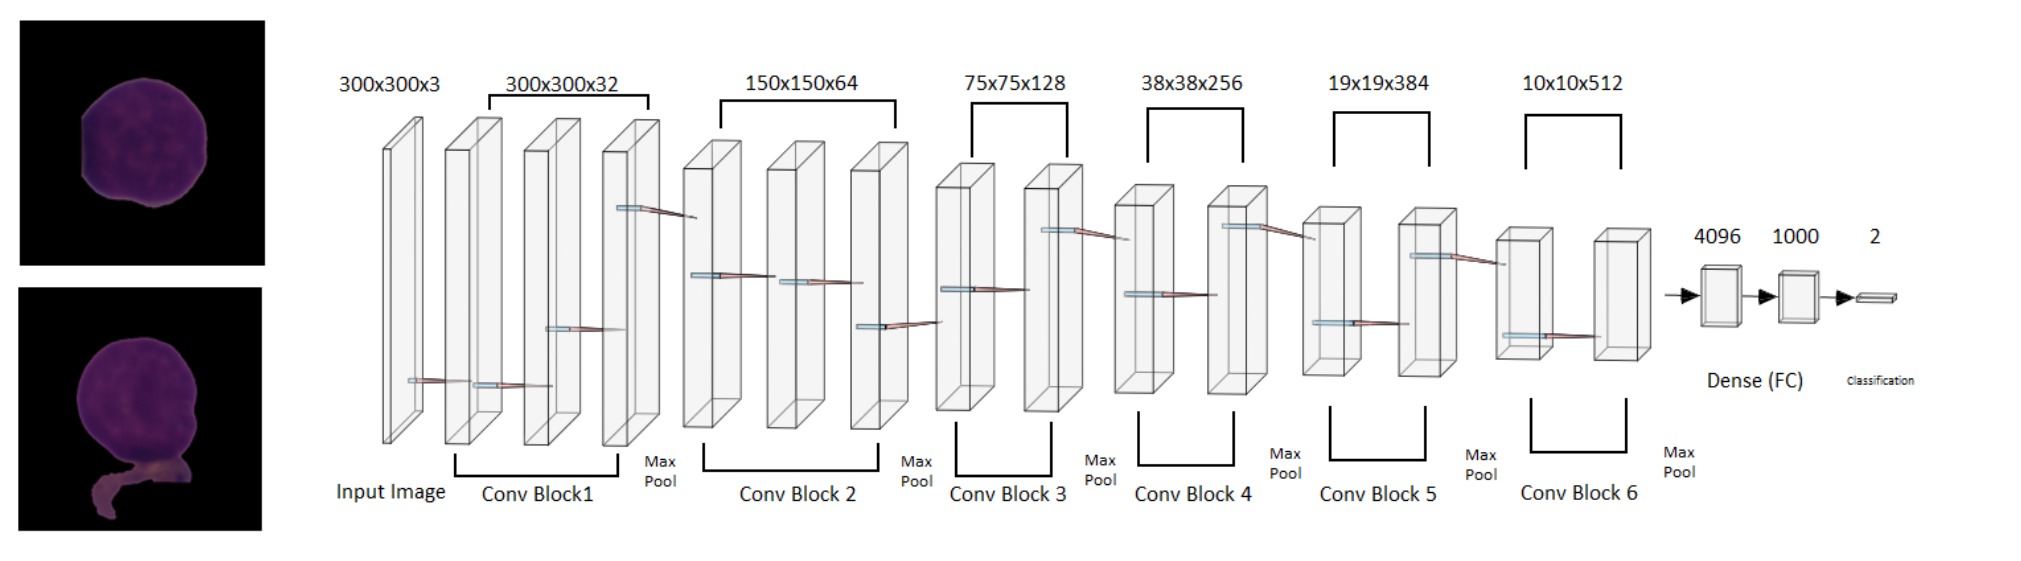 300x300x3
300x300x32
150x150x64
75x75x128
38x38x256
19x19x384
10x10x512
4096
1000
2
Dense (FC)
Classification
Input Image
Conv Block1
Max
Pool
Conv Block 2
Max
Pool
Conv Block 3
Max
Pool
Conv Block 4
Max
Pool
Conv Block 5
Max
Pool
Conv Block 6
Max
Pool